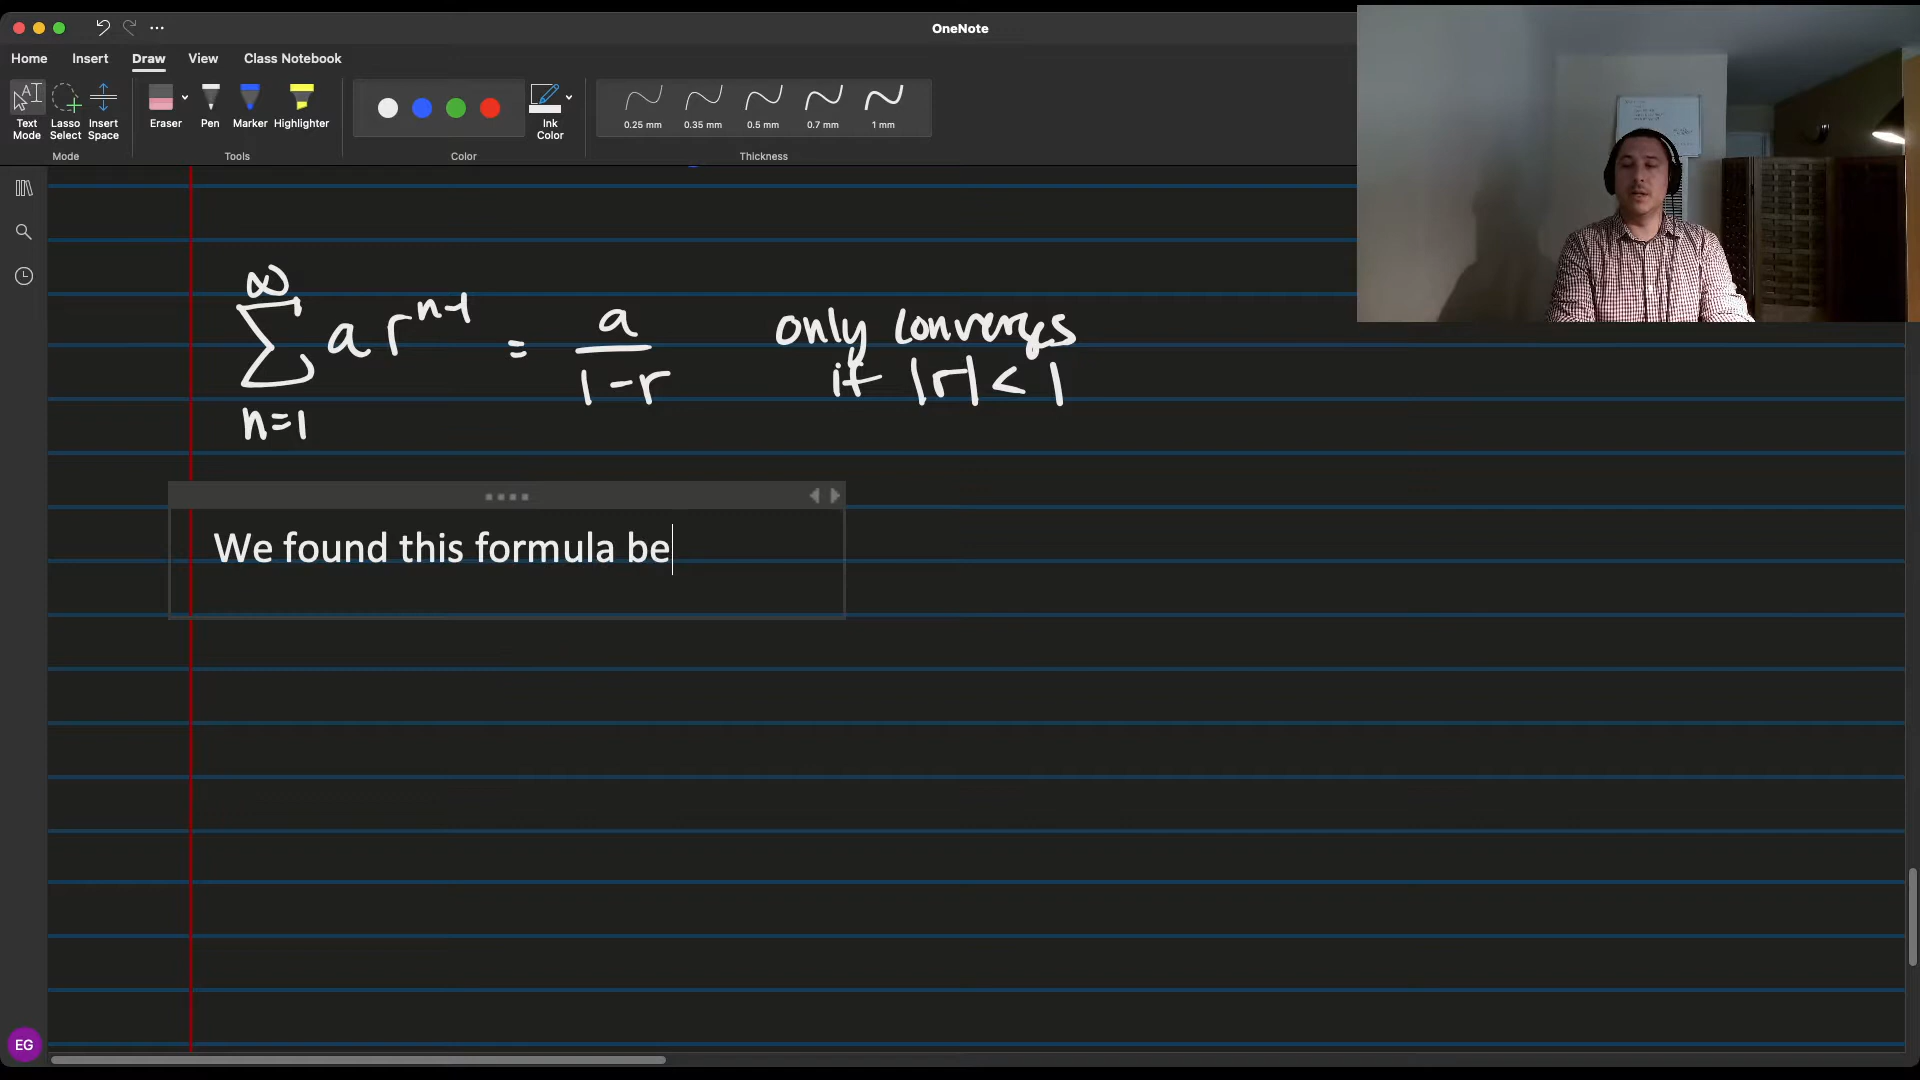 OneNote
Home Insert Draw View Class Notebook
Text Mode
Lasso Select
Insert Space
Eraser
Pen
Marker
Highlighter
Ink Color
0.25 mm
0.35 mm
0.5 mm
0.7 mm
1 mm
Mode
Tools
Color
Thickness
∞
∑ a r^(n-1) = a / (1-r) only converges
n=1
if |r| < 1
We found this formula be
EG